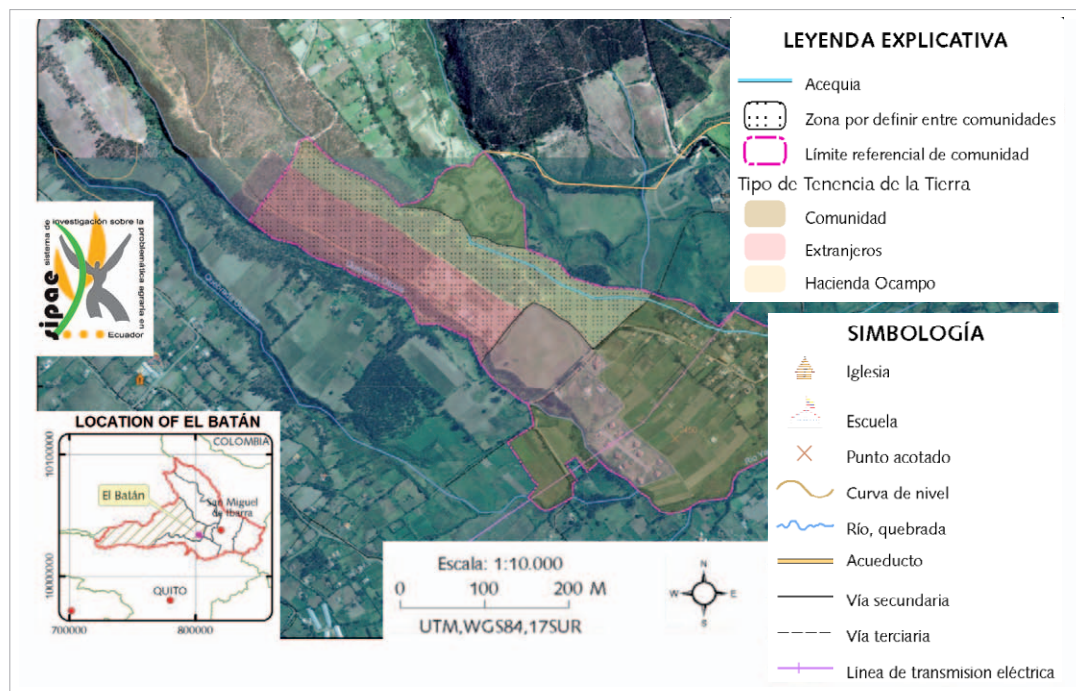 LEYENDA EXPLICATIVA
Acequia
Zona por definir entre comunidades
Límite referencial de comunidad
Tipo de Tenencia de la Tierra
Comunidad
Extranjeros
Hacienda Ocampo
SIMBOLOGÍA
Iglesia
Escuela
Punto acotado
Curva de nivel
Río, quebrada
Acueducto
Vía secundaria
Vía terciaria
Línea de transmision eléctrica
sipae
sistema de investigación sobre la problemática agraria en
Ecuador
LOCATION OF EL BATÁN
COLOMBIA
El Batán
San Miguel
de Ibarra
QUITO
10100000
10000000
700000
800000
Escala: 1:10.000
0 100 200 M
UTM,WGS84,17SUR
N
W
E
S